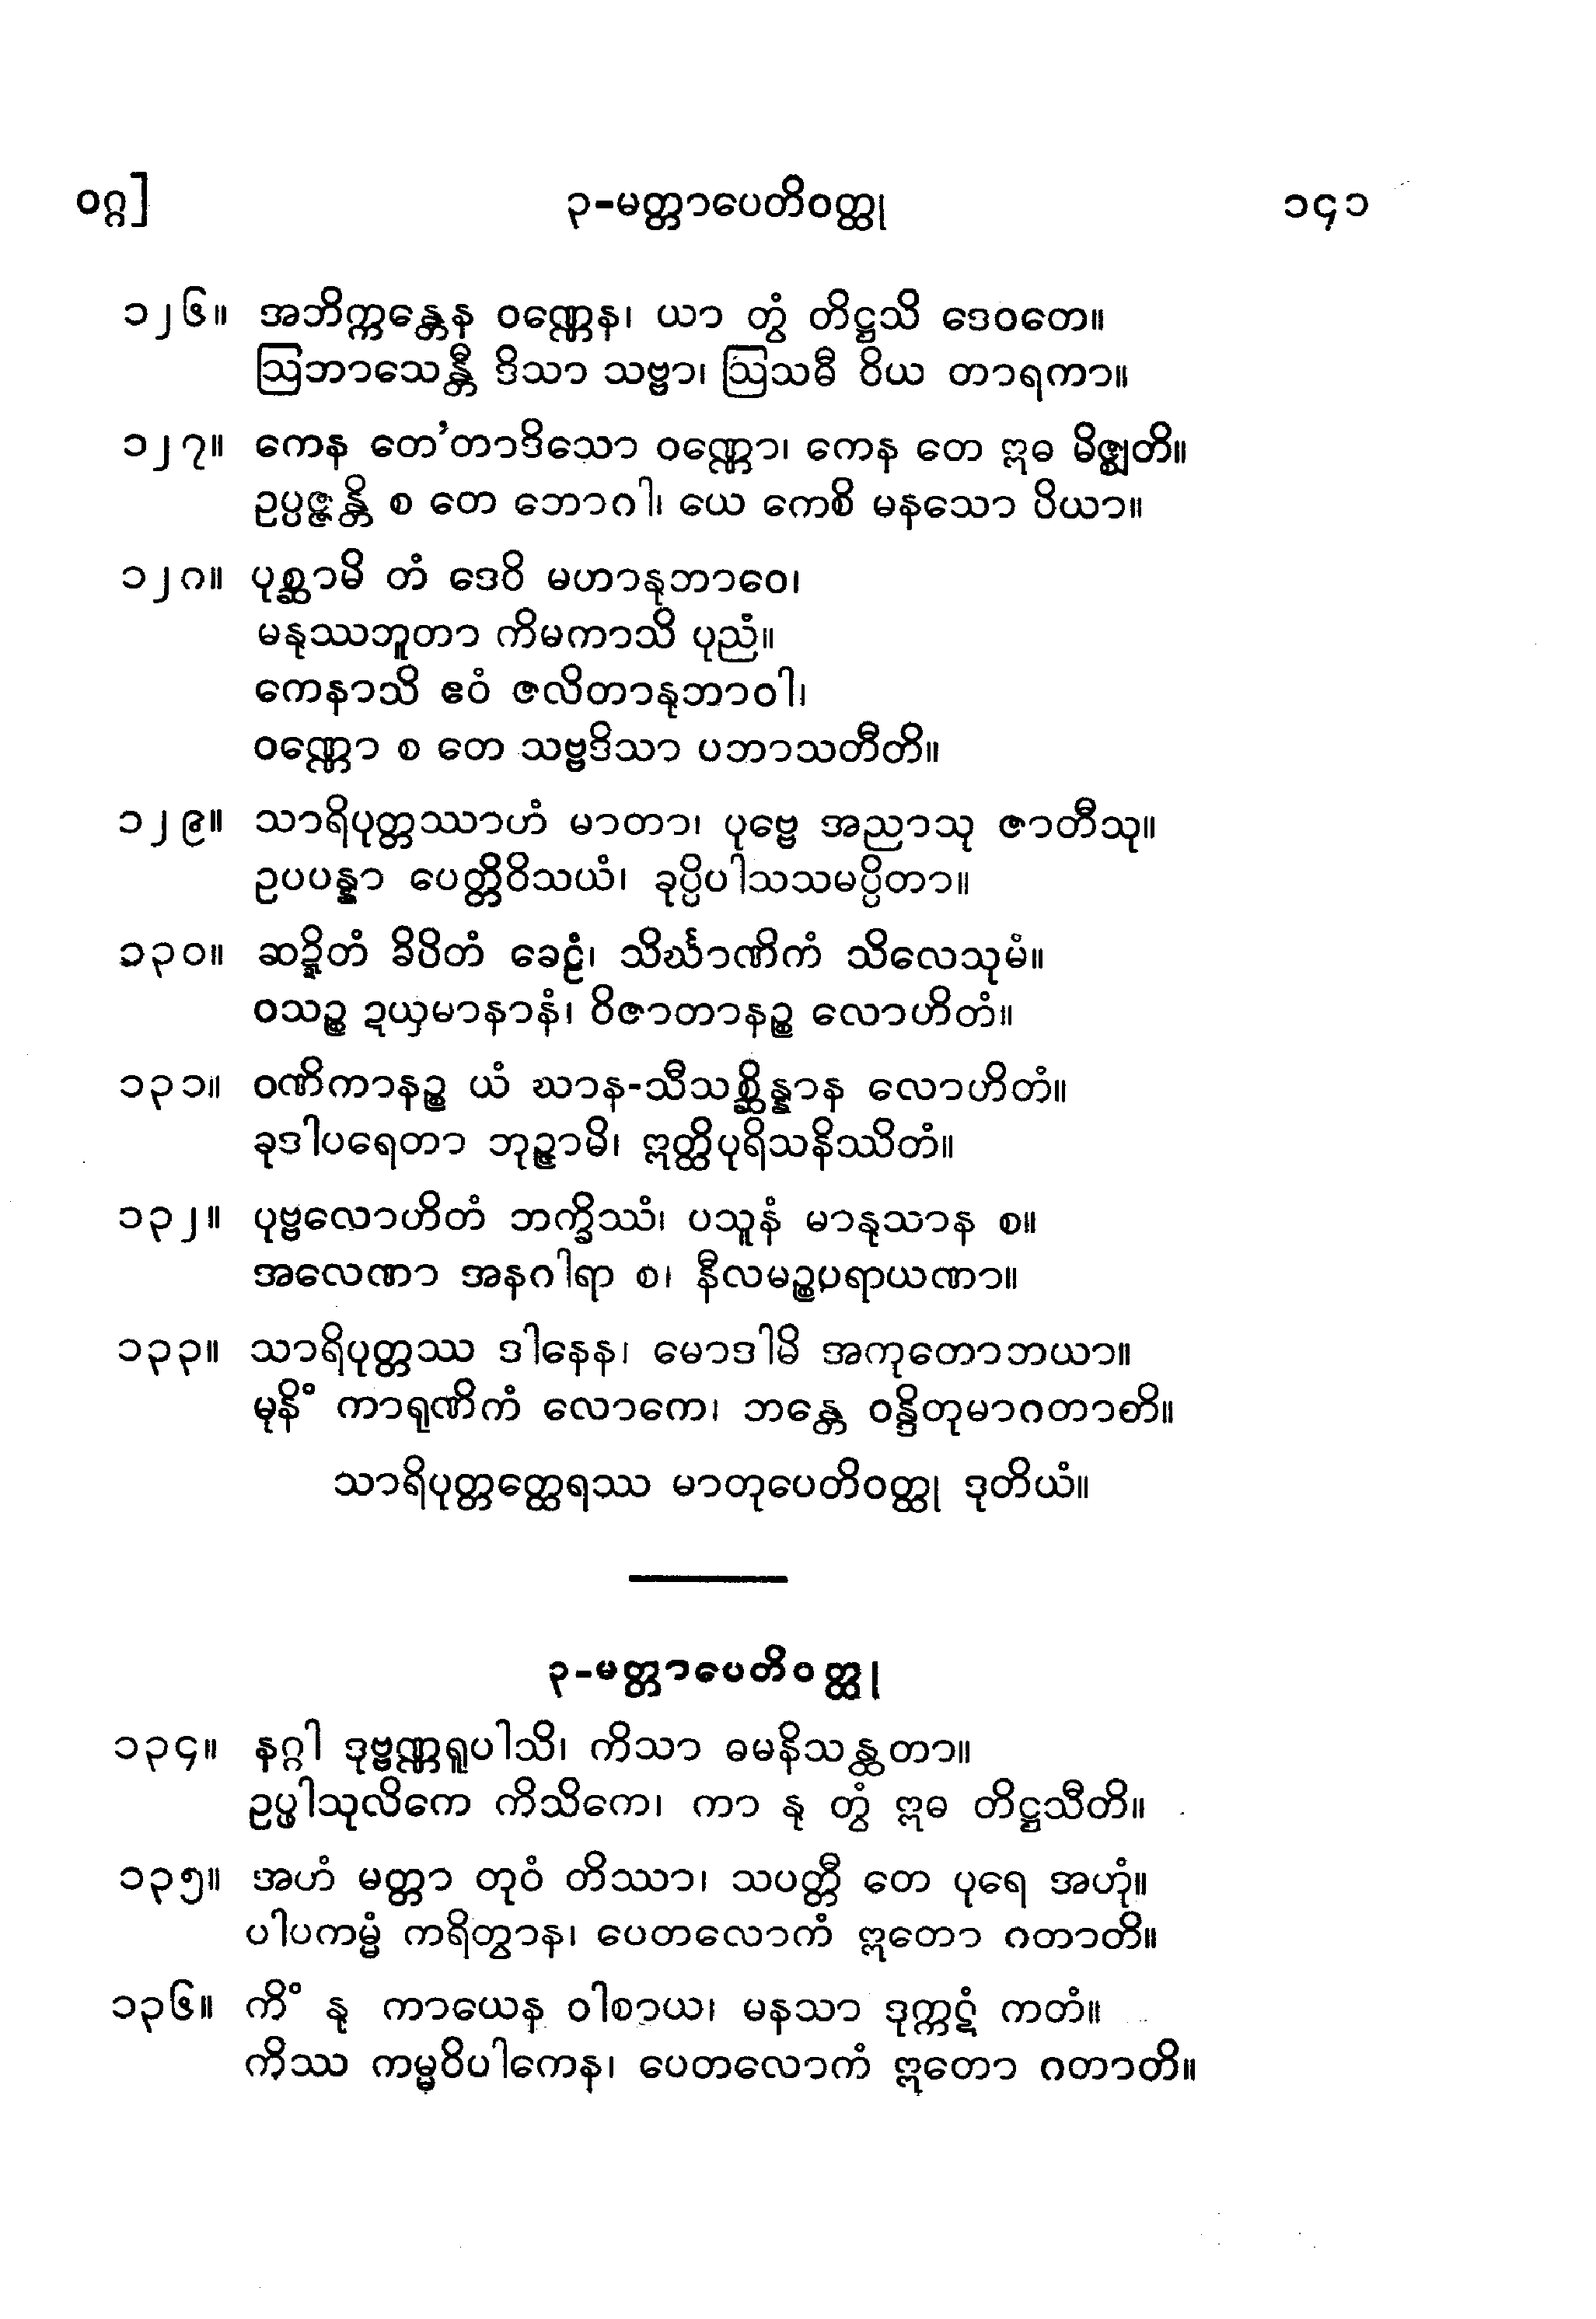 ဝဂ္ဂ] ၃-မတ္တာပေတိဝတ္ထု ၁၄၁
၁၂၆။ အဘိက္ကန္တေန ဝဏ္ဏေန၊ ယာ တွံ တိဋ္ဌသိ ဒေဝတေ။
ဩဘာသေန္တီ ဒိသာ သဗ္ဗာ၊ ဩသဓီ ဝိယ တာရကာ။
၁၂၇။ ကေန တေ’တာဒိသော ဝဏ္ဏော၊ ကေန တေ ဣဓ မိဇ္ဈတိ။
ဥပ္ပဇ္ဇန္တိ စ တေ ဘောဂါ၊ ယေ ကေစိ မနသော ပိယာ။
၁၂၈။ ပုစ္ဆာမိ တံ ဒေဝိ မဟာနုဘာဝေ၊
မနုဿဘူတာ ကိမကာသိ ပုညံ။
ကေနာသိ ဧဝံ ဇလိတာနုဘာဝါ၊
ဝဏ္ဏော စ တေ သဗ္ဗဒိသာ ပဘာသတီတိ။
၁၂၉။ သာရိပုတ္တဿာဟံ မာတာ၊ ပုဗ္ဗေ အညာသု ဇာတီသု။
ဥပပန္နာ ပေတ္တိဝိသယံ၊ ခုပ္ပိပါသသမပ္ပိတာ။
၁၃၀။ ဆဍ္ဍိတံ ခိပိတံ ခေဠံ၊ သိင်္ဃာဏိကံ သိလေသုမံ။
ဝသဉ္စ ဍယှမာနာနံ၊ ဝိဇာတာနဉ္စ လောဟိတံ။
၁၃၁။ ဝဏိကာနဉ္စ ယံ ဃာန-သီသစ္ဆိန္နာန လောဟိတံ။
ခုဒါပရေတာ ဘုဉ္ဇာမိ၊ ဣတ္ထိပုရိသနိဿိတံ။
၁၃၂။ ပုဗ္ဗလောဟိတံ ဘက္ခိဿံ၊ ပသူနံ မာနုသာန စ။
အလေဏာ အနဂါရာ စ၊ နီလမဉ္စပရာယဏာ။
၁၃၃။ သာရိပုတ္တဿ ဒါနေန၊ မောဒါမိ အကုတောဘယာ။
မုနိံ ကာရုဏိကံ လောကေ၊ ဘန္တေ ဝန္ဒိတုမာဂတာတိ။
သာရိပုတ္တတ္ထေရဿ မာတုပေတိဝတ္ထု ဒုတိယံ။
၃-မတ္တာပေတိဝတ္ထု
၁၃၄။ နဂ္ဂါ ဒုဗ္ဗဏ္ဏရူပါသိ၊ ကိသာ ဓမနိသန္ထတာ။
ဥပ္ဖါသုလိကေ ကိသိကေ၊ ကာ နု တွံ ဣဓ တိဋ္ဌသီတိ။
၁၃၅။ အဟံ မတ္တာ တုဝံ တိဿာ၊ သပတ္တီ တေ ပုရေ အဟုံ။
ပါပကမ္မံ ကရိတွာန၊ ပေတလောကံ ဣတော ဂတာတိ။
၁၃၆။ ကိံ နု ကာယေန ဝါစာယ၊ မနသာ ဒုက္ကဋံ ကတံ။
ကိဿ ကမ္မဝိပါကေန၊ ပေတလောကံ ဣတော ဂတာတိ။